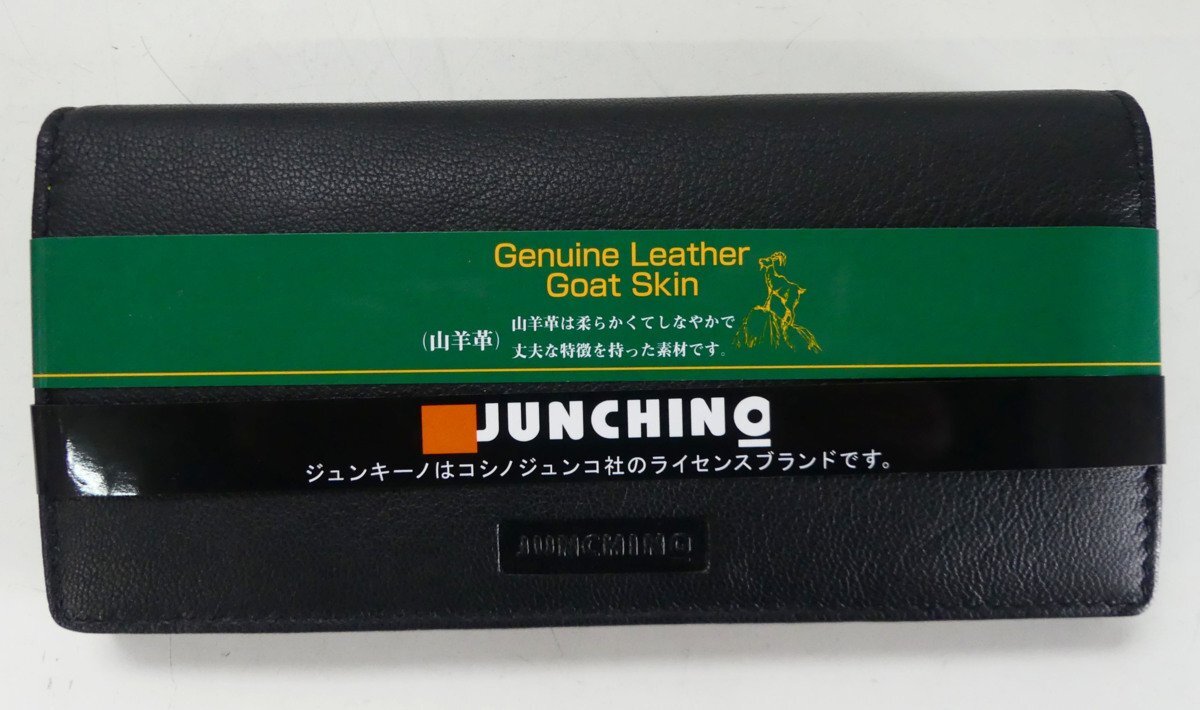 Genuine Leather
Goat Skin
(山羊革)
山羊革は柔らかくてしなやかで
丈夫な特徴を持った素材です。
JUNCHINO
ジュンキーノはコシノジュンコ社のライセンスブランドです。
JUNCHINO